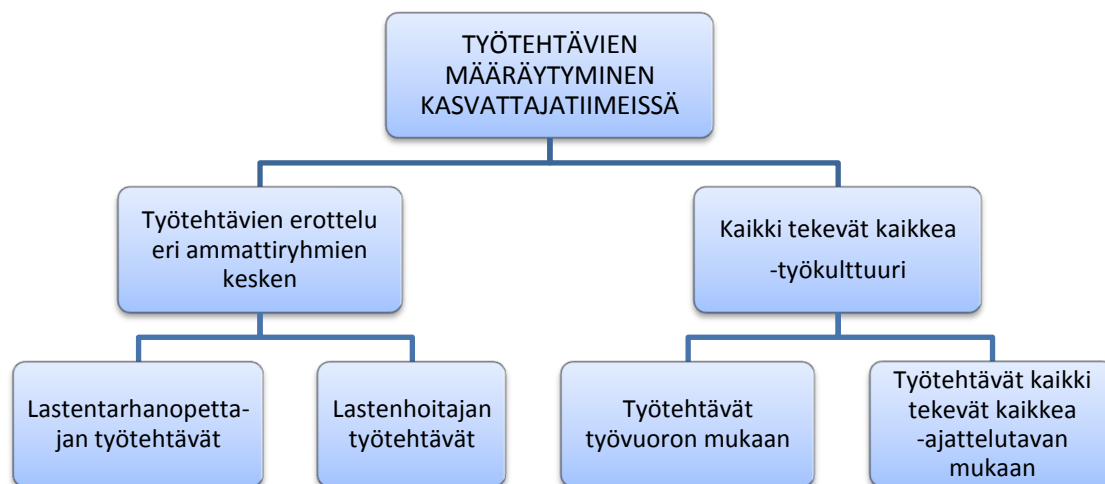 TYÖTEHTÄVIEN
MÄÄRÄYTYMINEN
KASVATTAJATIIMEISSÄ
Työtehtävien erottelu
eri ammattiryhmien
kesken
Kaikki tekevät kaikkea
-työkulttuuri
Lastentarhanopetta-
jan työtehtävät
Lastenhoitajan
työtehtävät
Työtehtävät
työvuoron mukaan
Työtehtävät kaikki
tekevät kaikkea
-ajattelutavan
mukaan